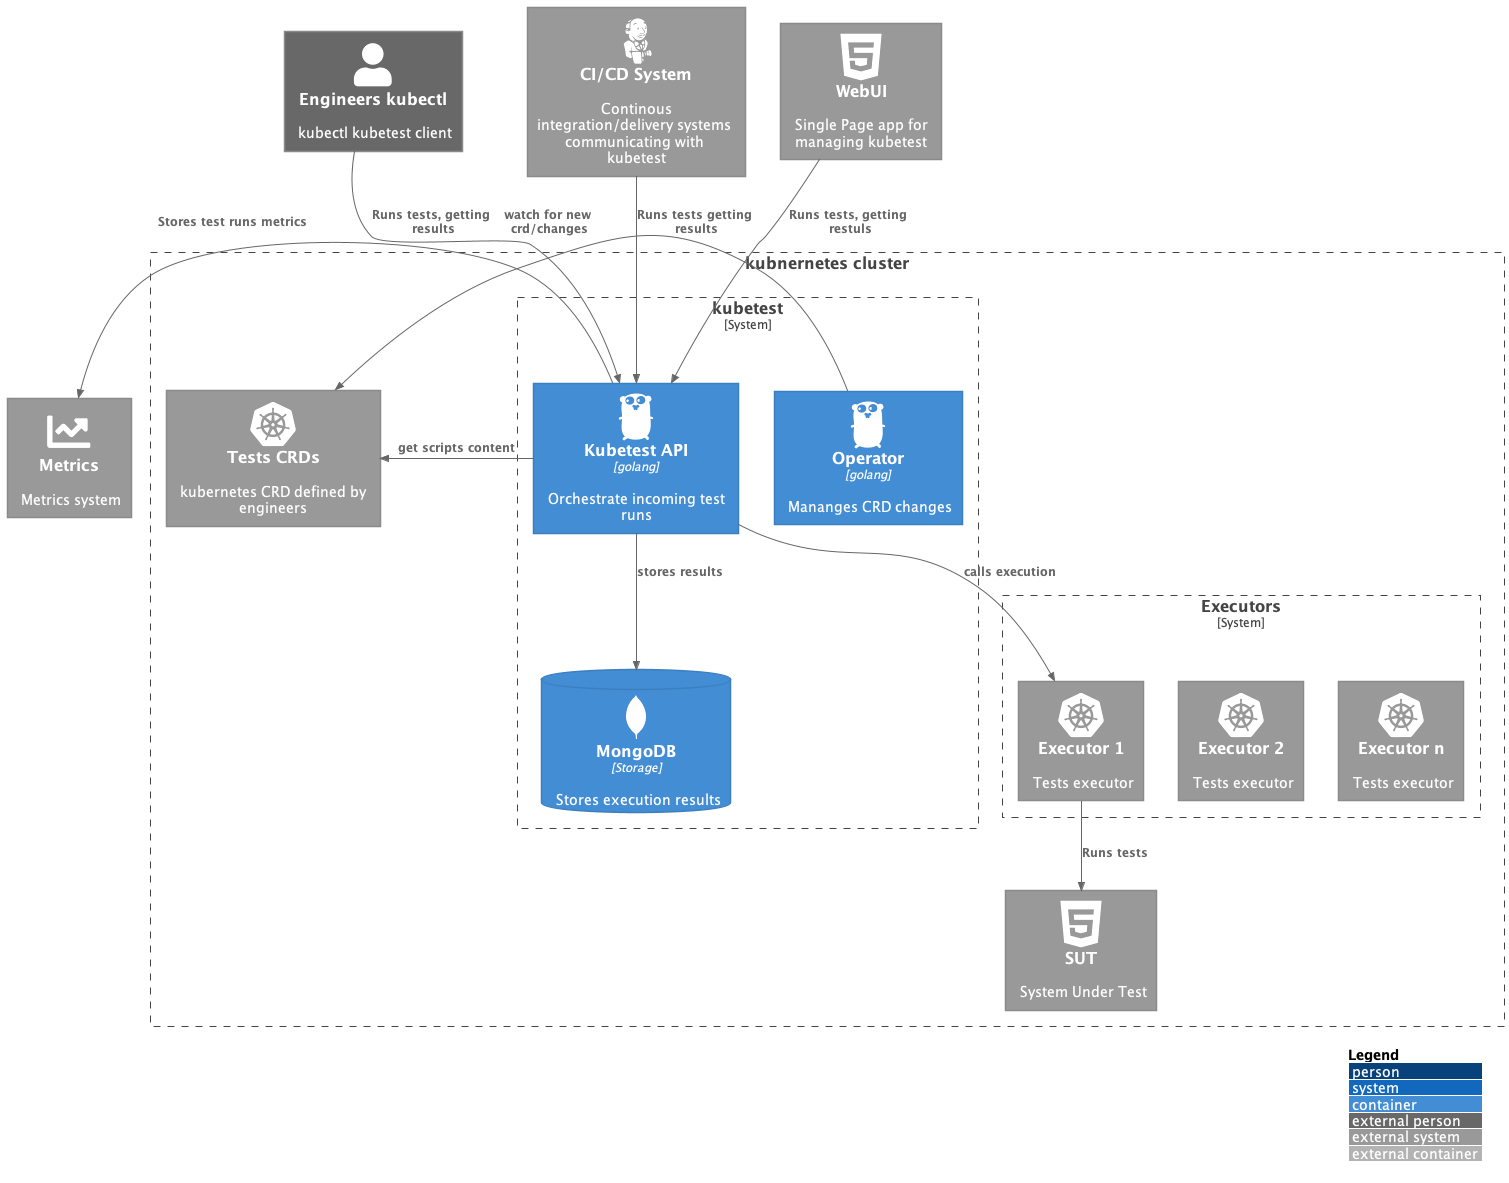 Engineers kubectl
kubectl kubetest client
CI/CD System
Continous
integration/delivery systems
communicating with
kubetest
WebUI
Single Page app for
managing kubetest
Stores test runs metrics
Runs tests, getting
results
watch for new
crd/changes
Runs tests getting
results
Runs tests, getting
restuls
kubnernetes cluster
kubetest
[System]
Metrics
Metrics system
Tests CRDs
kubernetes CRD defined by
engineers
get scripts content
Kubetest API
[golang]
Orchestrate incoming test
runs
Operator
[golang]
Mananges CRD changes
stores results
calls execution
Executors
[System]
MongoDB
[Storage]
Stores execution results
Executor 1
Tests executor
Executor 2
Tests executor
Executor n
Tests executor
Runs tests
SUT
System Under Test
Legend
person
system
container
external person
external system
external container